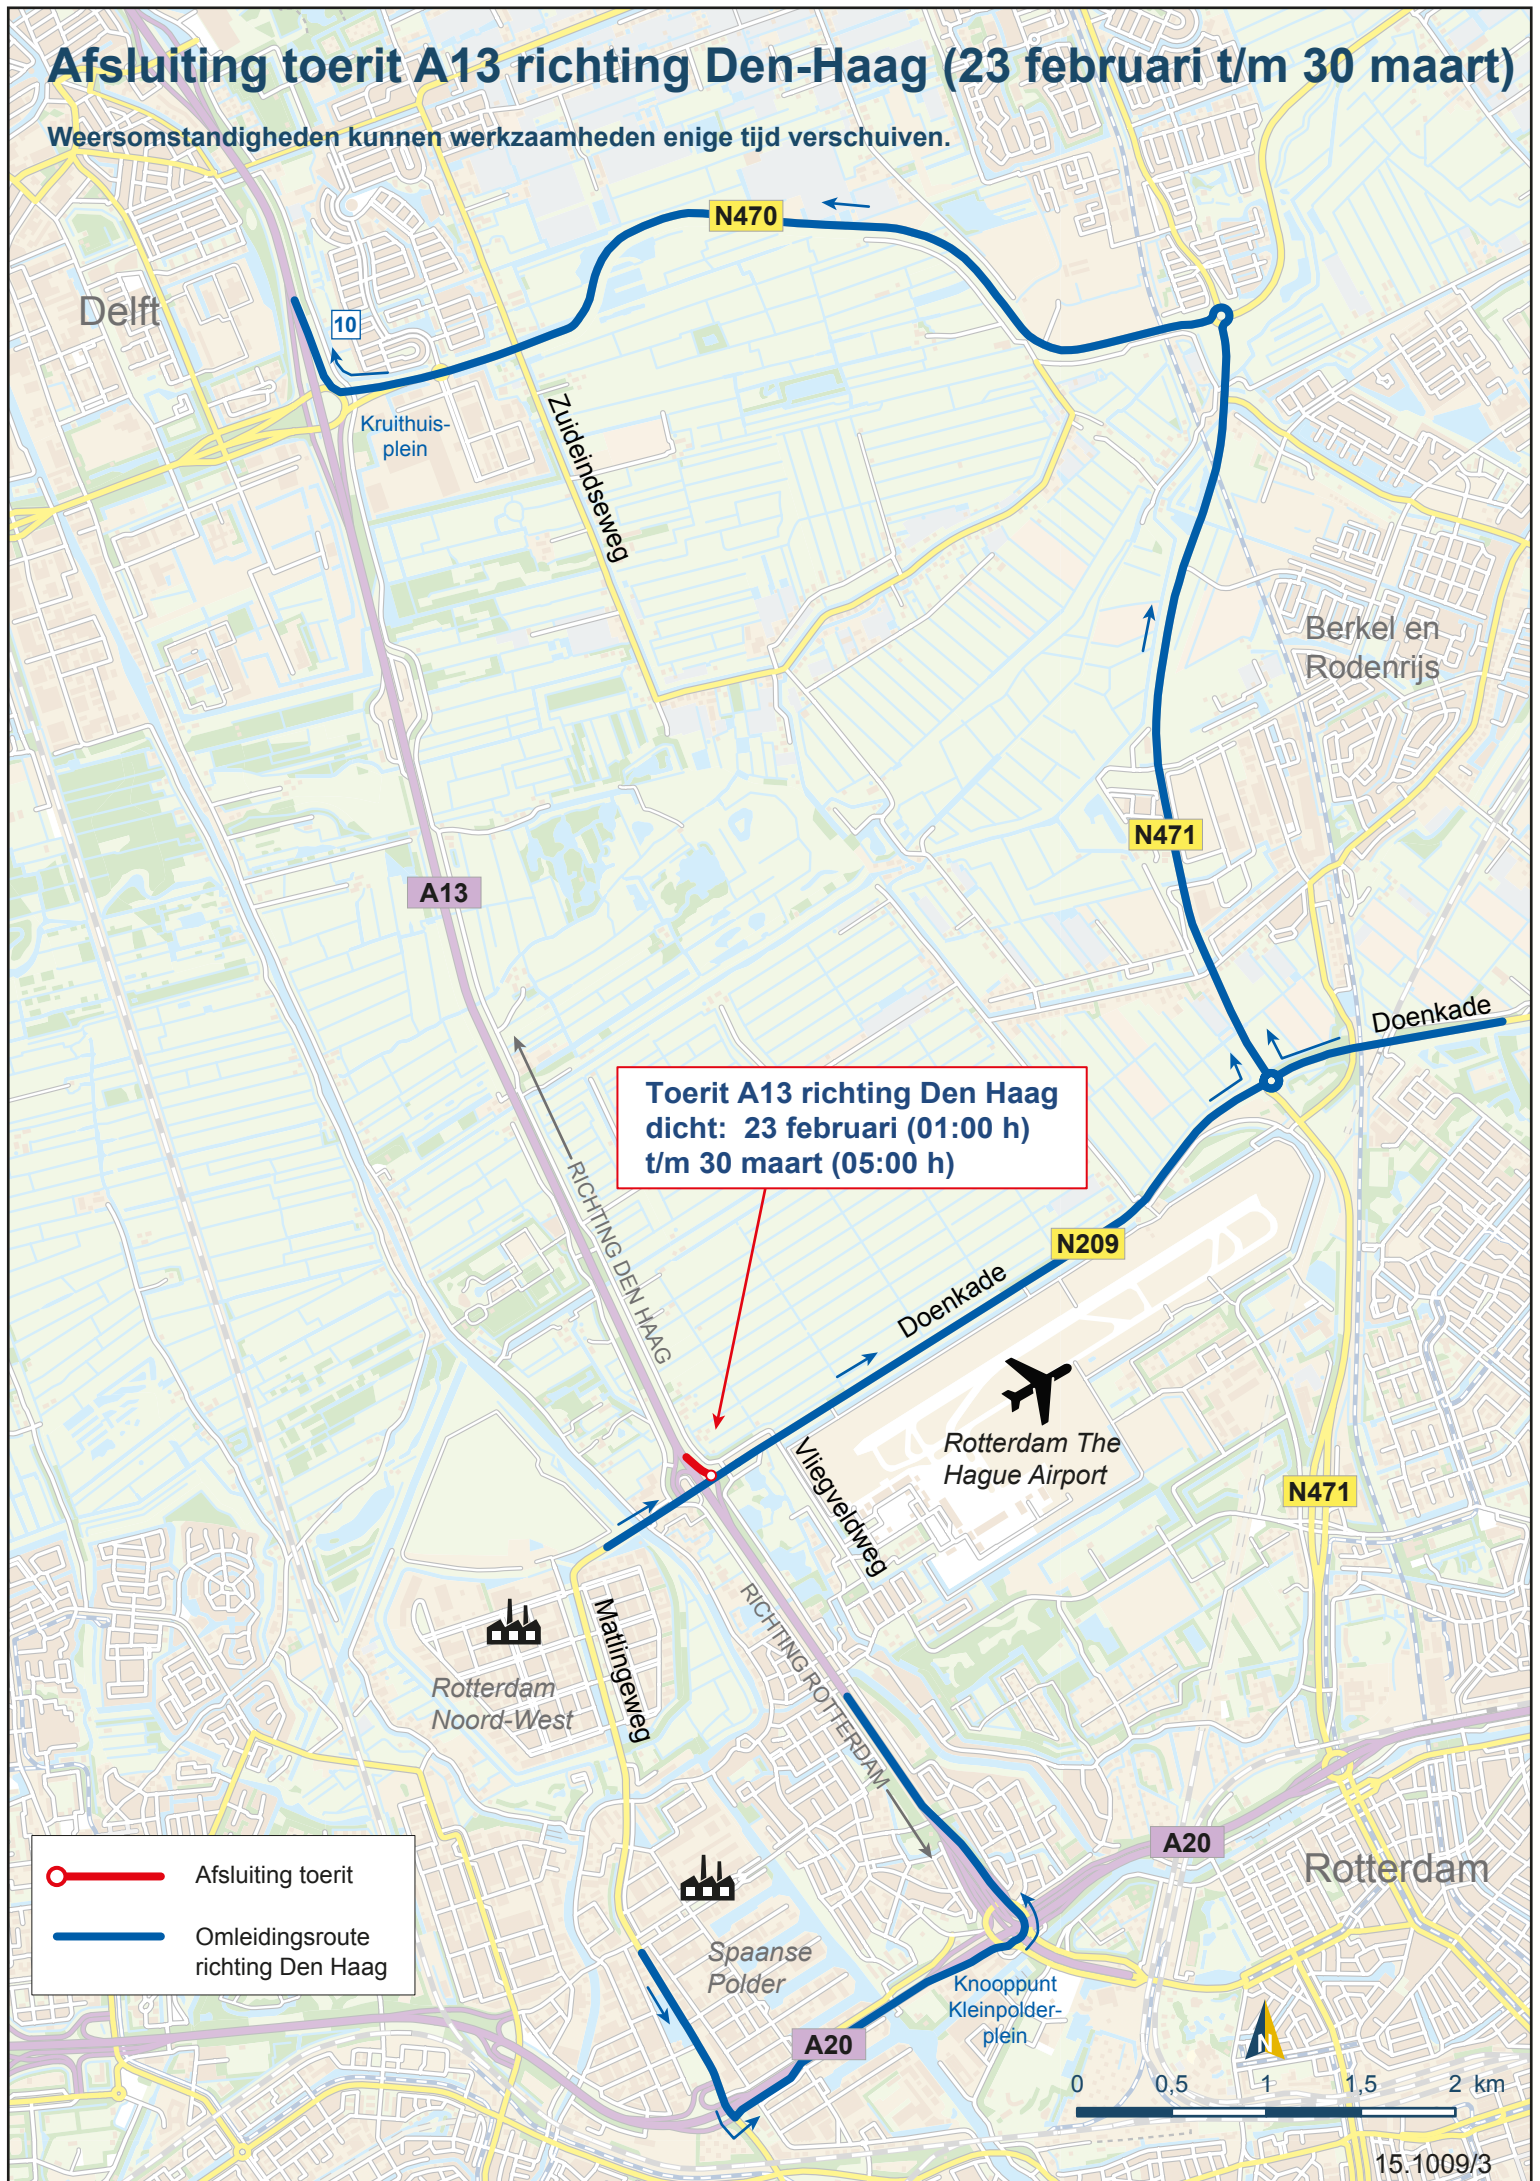 Afsluiting toerit A13 richting Den-Haag (23 februari t/m 30 maart)
Weersomstandigheden kunnen werkzaamheden enige tijd verschuiven.
N470
Delft
10
Kruithuis-
plein
Zuideindseweg
Berkel en
Rodenrijs
N471
A13
Doenkade
Toerit A13 richting Den Haag
dicht: 23 februari (01:00 h)
t/m 30 maart (05:00 h)
RICHTING DEN HAAG
N209
Doenkade
Rotterdam The
Hague Airport
Vliegveldweg
N471
Matlingeweg
RICHTING ROTTERDAM
Rotterdam
Noord-West
A20
Rotterdam
Afsluiting toerit
Omleidingsroute
richting Den Haag
Spaanse
Polder
Knooppunt
Kleinpolder-
plein
A20
N
0 0,5 1 1,5 2 km
15.1009/3